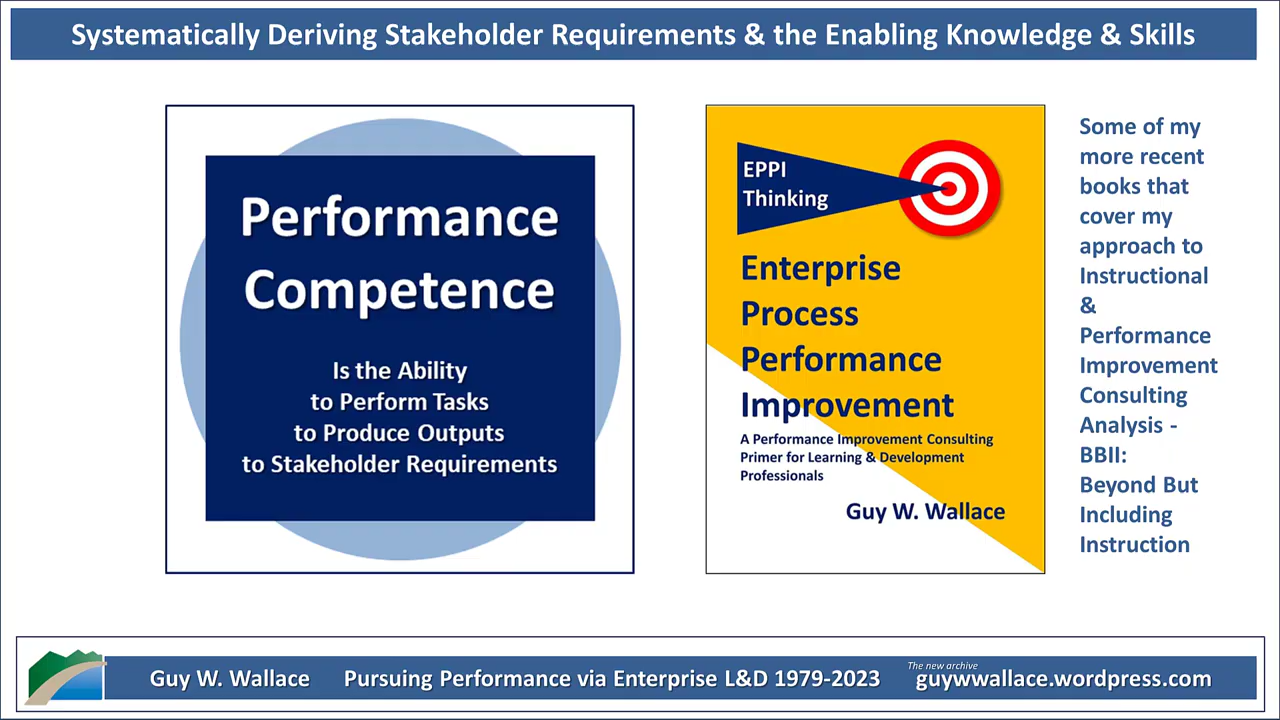 Systematically Deriving Stakeholder Requirements & the Enabling Knowledge & Skills
Performance
Competence
Is the Ability
to Perform Tasks
to Produce Outputs
to Stakeholder Requirements
EPPI
Thinking
Enterprise
Process
Performance
Improvement
A Performance Improvement Consulting
Primer for Learning & Development
Professionals
Guy W. Wallace
Some of my
more recent
books that
cover my
approach to
Instructional
&
Performance
Improvement
Consulting
Analysis -
BBII:
Beyond But
Including
Instruction
Guy W. Wallace Pursuing Performance via Enterprise L&D 1979-2023
The new archive
guywwallace.wordpress.com